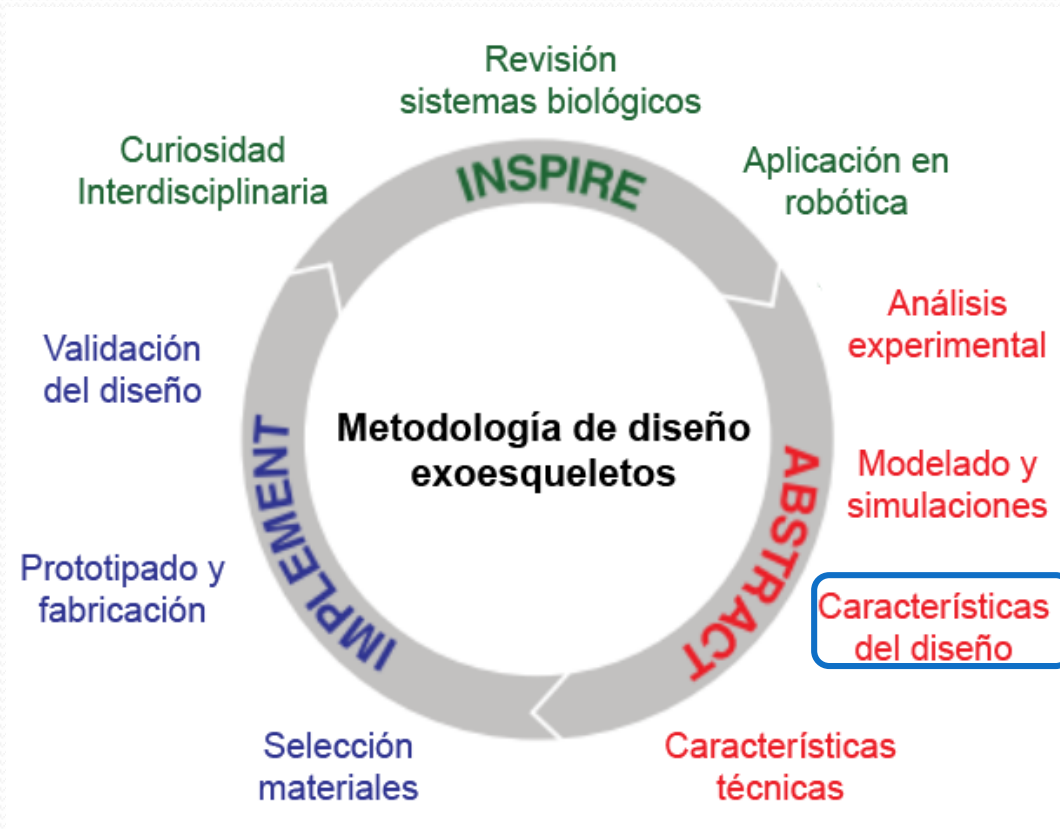 Revisión
sistemas biológicos
Curiosidad
Interdisciplinaria
INSPIRE
Aplicación en
robótica
Análisis
experimental
Validación
del diseño
Metodología de diseño
exoesqueletos
ABSTRACT
Modelado y
simulaciones
IMPLEMENT
Prototipado y
fabricación
Características
del diseño
Selección
materiales
Características
técnicas